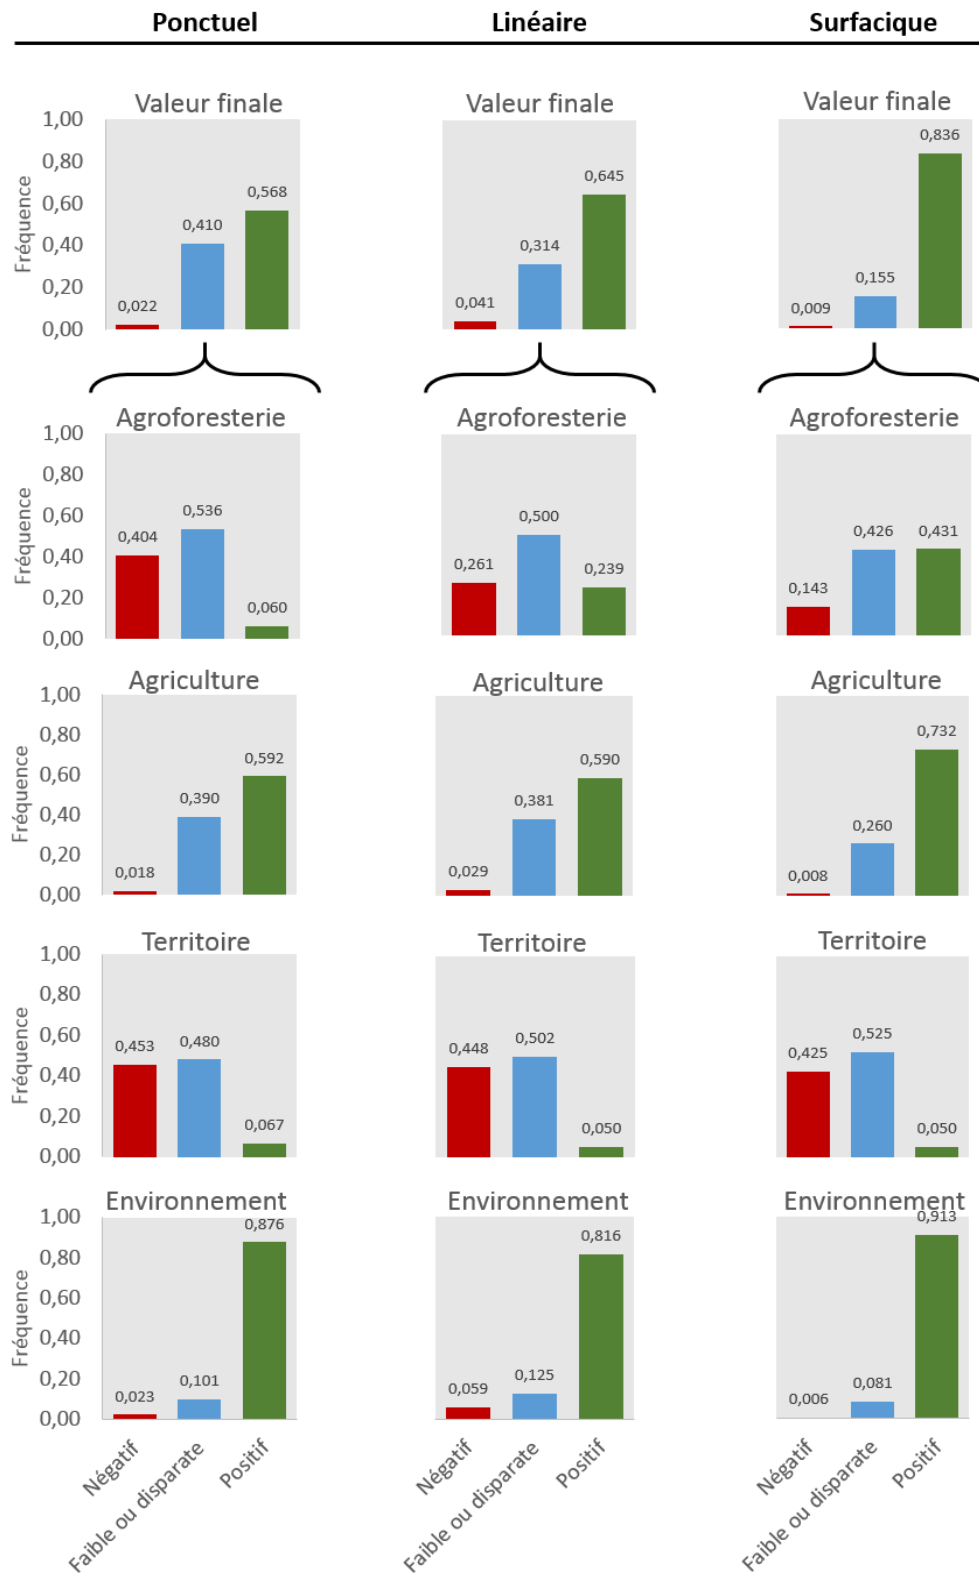 Ponctuel Linéaire Surfacique
Valeur finale Valeur finale Valeur finale
Fréquence
1,00
0,80
0,60
0,40
0,20
0,00
0,022 0,410 0,568
0,041 0,314 0,645
0,009 0,155 0,836
Agroforesterie Agroforesterie Agroforesterie
Fréquence
1,00
0,80
0,60
0,40
0,20
0,00
0,404 0,536 0,060
0,261 0,500 0,239
0,143 0,426 0,431
Agriculture Agriculture Agriculture
Fréquence
1,00
0,80
0,60
0,40
0,20
0,00
0,018 0,390 0,592
0,029 0,381 0,590
0,008 0,260 0,732
Territoire Territoire Territoire
Fréquence
1,00
0,80
0,60
0,40
0,20
0,00
0,453 0,480 0,067
0,448 0,502 0,050
0,425 0,525 0,050
Environnement Environnement Environnement
Fréquence
1,00
0,80
0,60
0,40
0,20
0,00
0,023 0,101 0,876
0,059 0,125 0,816
0,006 0,081 0,913
Négatif Faible ou disparate Positif
Négatif Faible ou disparate Positif
Négatif Faible ou disparate Positif